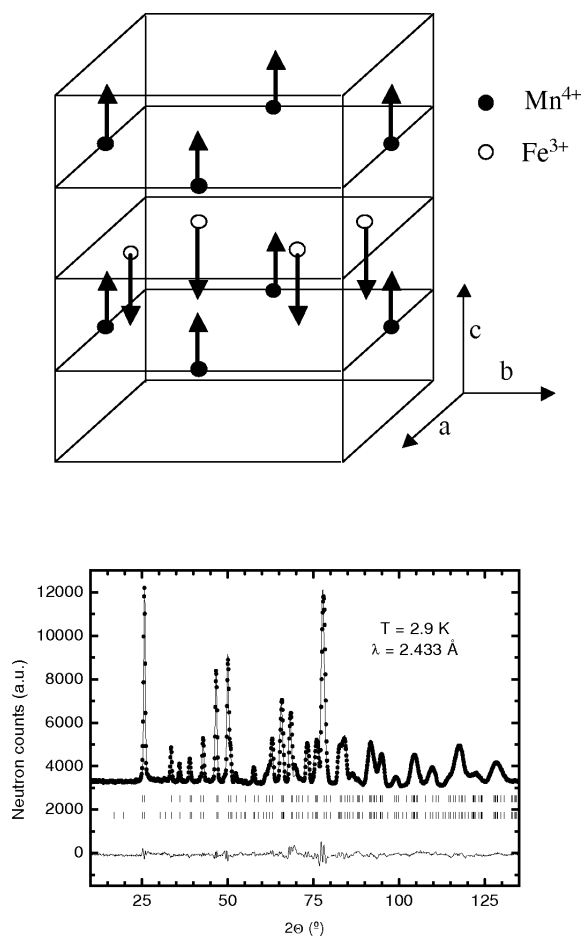 Mn4+
Fe3+
c
b
a
12000
10000
8000
6000
4000
2000
0
Neutron counts (a.u.)
T = 2.9 K
λ = 2.433 Å
25
50
75
100
125
2Θ (º)